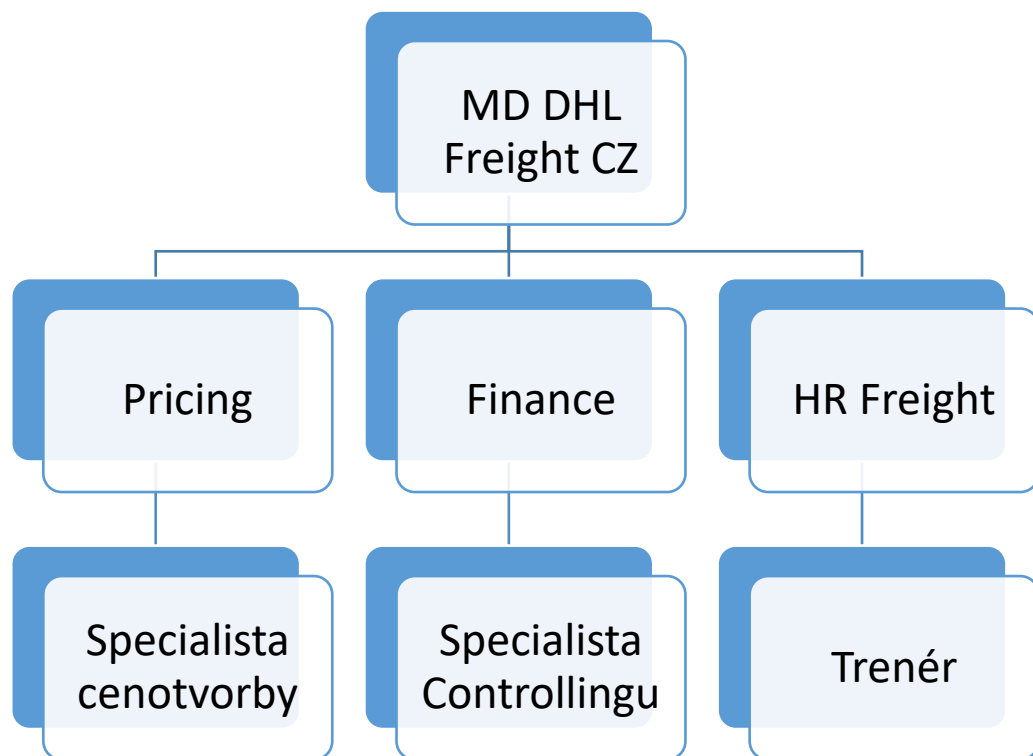 MD DHL
Freight CZ
Pricing
Finance
HR Freight
Specialista
cenotvorby
Specialista
Controllingu
Trenér